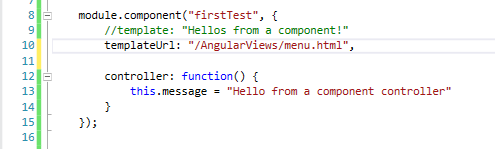 7
8 module.component("firstTest", {
9 //template: "Hellos from a component!"
10 templateUrl: "/AngularViews/menu.html",
11
12 controller: function() {
13 this.message = "Hello from a component controller"
14 }
15 });
16